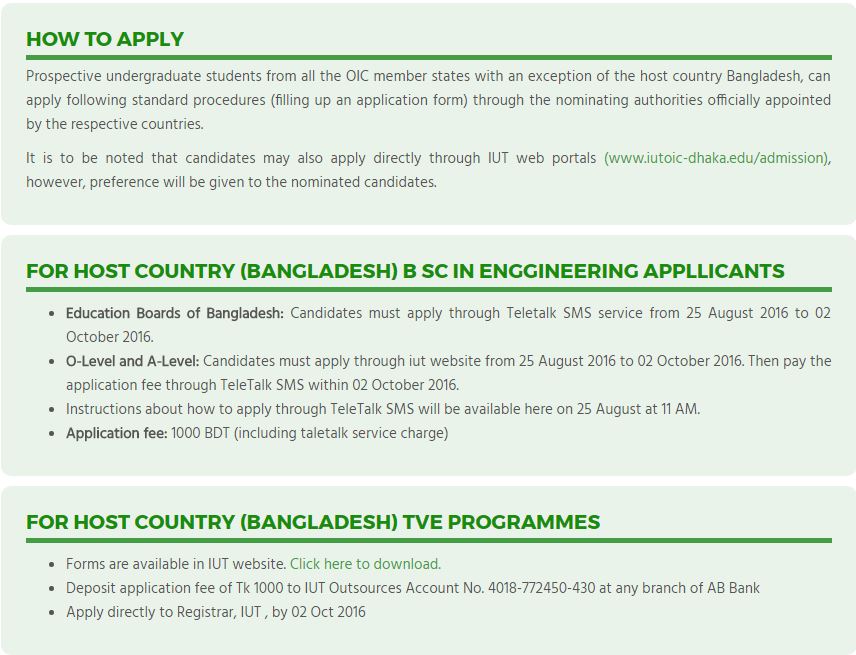 HOW TO APPLY
Prospective undergraduate students from all the OIC member states with an exception of the host country Bangladesh, can
apply following standard procedures (filling up an application form) through the nominating authorities officially appointed
by the respective countries.
It is to be noted that candidates may also apply directly through IUT web portals (www.iutoic-dhaka.edu/admission),
however, preference will be given to the nominated candidates.
FOR HOST COUNTRY (BANGLADESH) B SC IN ENGGINEERING APPLLICANTS
• Education Boards of Bangladesh: Candidates must apply through Teletalk SMS service from 25 August 2016 to 02
October 2016.
• O-Level and A-Level: Candidates must apply through iut website from 25 August 2016 to 02 October 2016. Then pay the
application fee through TeleTalk SMS within 02 October 2016.
• Instructions about how to apply through TeleTalk SMS will be available here on 25 August at 11 AM.
• Application fee: 1000 BDT (including taletalk service charge)
FOR HOST COUNTRY (BANGLADESH) TVE PROGRAMMES
• Forms are available in IUT website. Click here to download.
• Deposit application fee of Tk 1000 to IUT Outsources Account No. 4018-772450-430 at any branch of AB Bank
• Apply directly to Registrar, IUT , by 02 Oct 2016